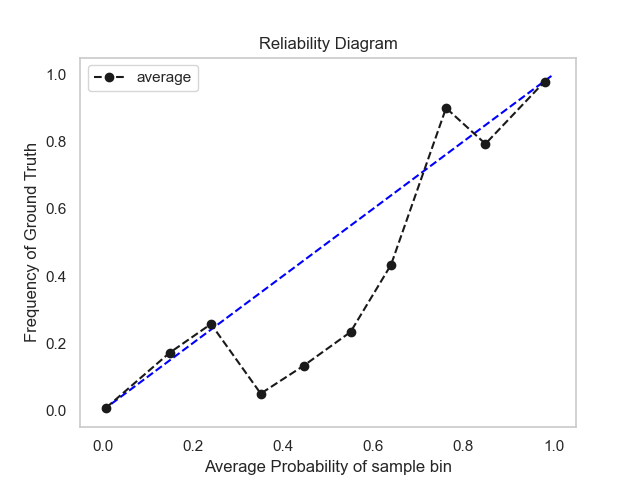 Reliability Diagram
average
Frequency of Ground Truth
1.0
0.8
0.6
0.4
0.2
0.0
0.0 0.2 0.4 0.6 0.8 1.0
Average Probability of sample bin